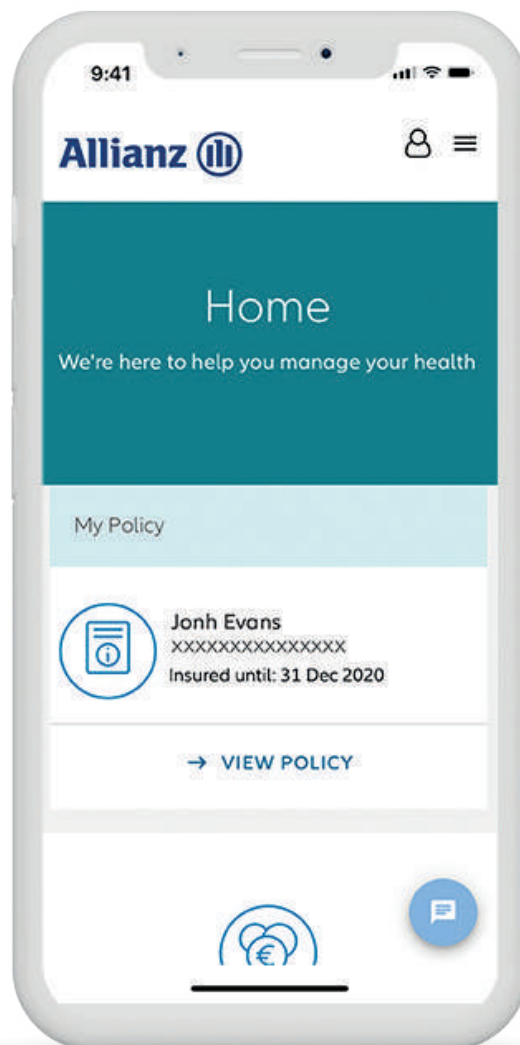 9:41
Allianz
Home
We're here to help you manage your health
My Policy
Jonh Evans
XXXXXXXXXXXXXXX
Insured until: 31 Dec 2020
→ VIEW POLICY
€